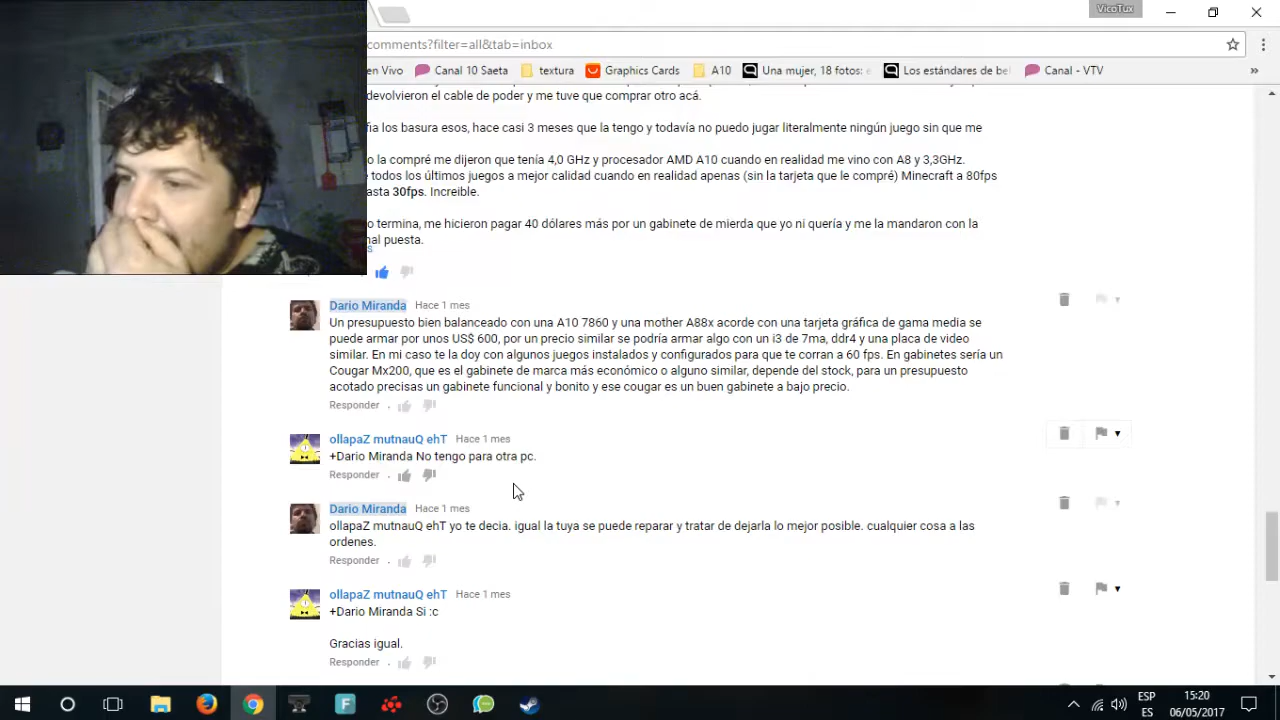 VicoTux
comments?filter=all&tab=inbox
en Vivo Canal 10 Saeta textura Graphics Cards A10 Una mujer, 18 fotos: Los estándares de bel Canal - VTV »
devolvieron el cable de poder y me tuve que comprar otro acá.
los basura esos, hace casi 3 meses que la tengo y todavía no puedo jugar literalmente ningún juego sin que me
la compré me dijeron que tenía 4,0 GHz y procesador AMD A10 cuando en realidad me vino con A8 y 3,3GHz.
todos los últimos juegos a mejor calidad cuando en realidad apenas (sin la tarjeta que le compré) Minecraft a 80fps
asta 30fps. Increible.
termina, me hicieron pagar 40 dólares más por un gabinete de mierda que yo ni quería y me la mandaron con la
nal puesta.
s
Dario Miranda Hace 1 mes
Un presupuesto bien balanceado con una A10 7860 y una mother A88x acorde con una tarjeta gráfica de gama media se
puede armar por unos US$ 600, por un precio similar se podría armar algo con un i3 de 7ma, ddr4 y una placa de video
similar. En mi caso te la doy con algunos juegos instalados y configurados para que te corran a 60 fps. En gabinetes sería un
Cougar Mx200, que es el gabinete de marca más económico o alguno similar, depende del stock, para un presupuesto
acotado precisas un gabinete funcional y bonito y ese cougar es un buen gabinete a bajo precio.
Responder .
ollapaZ mutnauQ ehT Hace 1 mes
+Dario Miranda No tengo para otra pc.
Responder .
Dario Miranda Hace 1 mes
ollapaZ mutnauQ ehT yo te decia. igual la tuya se puede reparar y tratar de dejarla lo mejor posible. cualquier cosa a las
ordenes.
Responder .
ollapaZ mutnauQ ehT Hace 1 mes
+Dario Miranda Si :c
Gracias igual.
Responder .
ESP 15:20
ES 06/05/2017